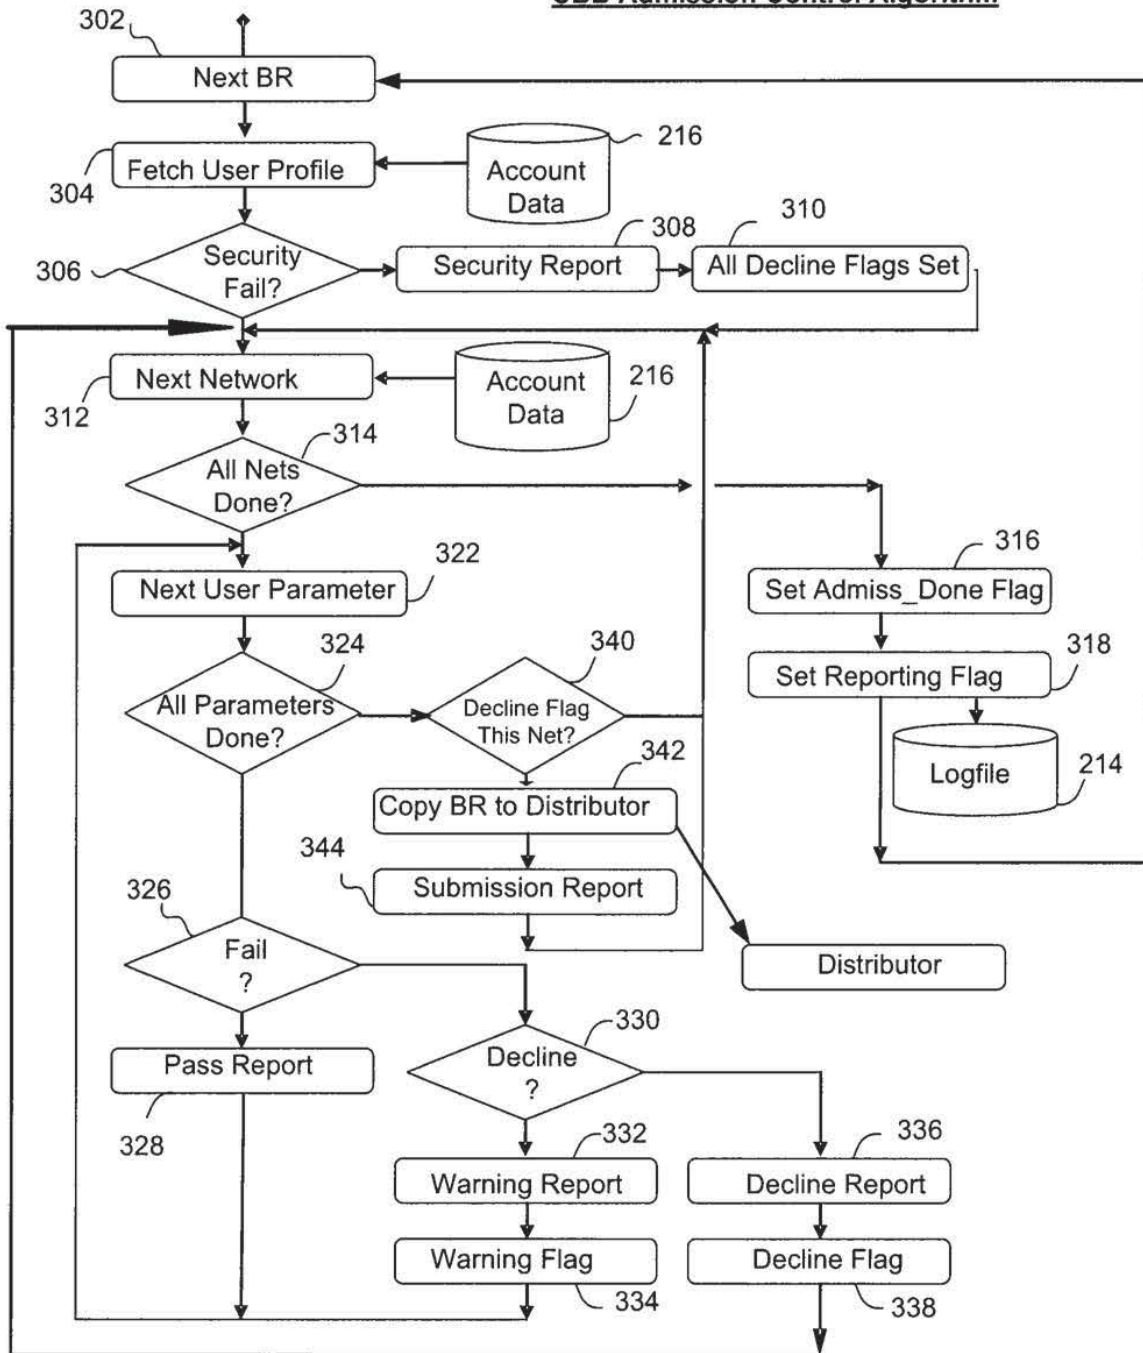 302
Next BR
304
Fetch User Profile
216
Account
Data
306
Security
Fail?
308
Security Report
310
All Decline Flags Set
312
Next Network
Account
Data
216
314
All Nets
Done?
316
Set Admiss_Done Flag
318
Set Reporting Flag
Logfile
214
322
Next User Parameter
324
All Parameters
Done?
340
Decline Flag
This Net?
342
Copy BR to Distributor
344
Submission Report
Distributor
326
Fail
?
328
Pass Report
330
Decline
?
332
Warning Report
Warning Flag
334
336
Decline Report
Decline Flag
338